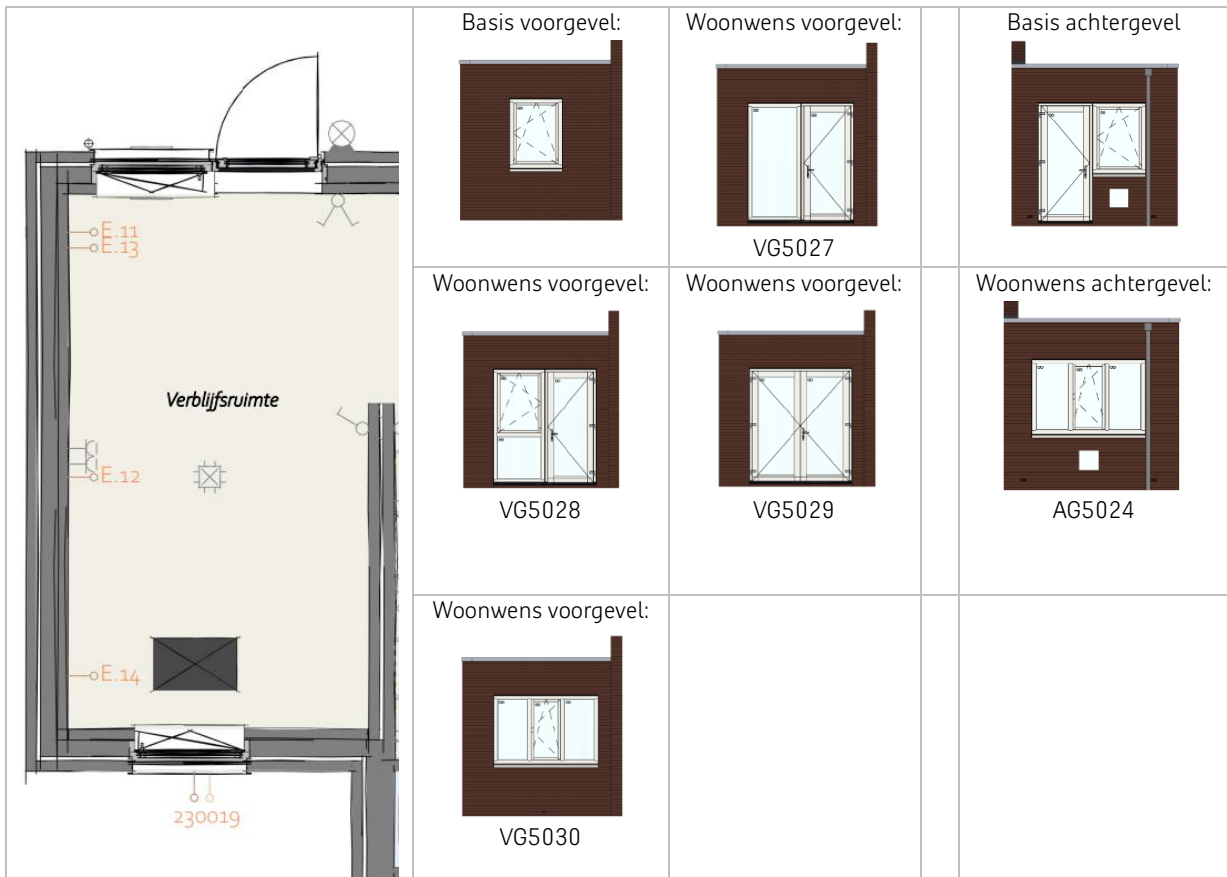 E.11
E.13
Verblijfsruimte
E.12
E.14
230019
Basis voorgevel:
Woonwens voorgevel:
VG5027
Basis achtergevel
Woonwens voorgevel:
VG5028
Woonwens voorgevel:
VG5029
Woonwens achtergevel:
AG5024
Woonwens voorgevel:
VG5030